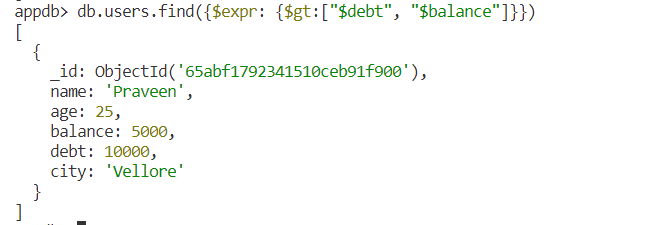 appdb> db.users.find({$expr: {$gt:["$debt", "$balance"]}})
[
  {
    _id: ObjectId('65abf1792341510ceb91f900'),
    name: 'Praveen',
    age: 25,
    balance: 5000,
    debt: 10000,
    city: 'Vellore'
  }
]